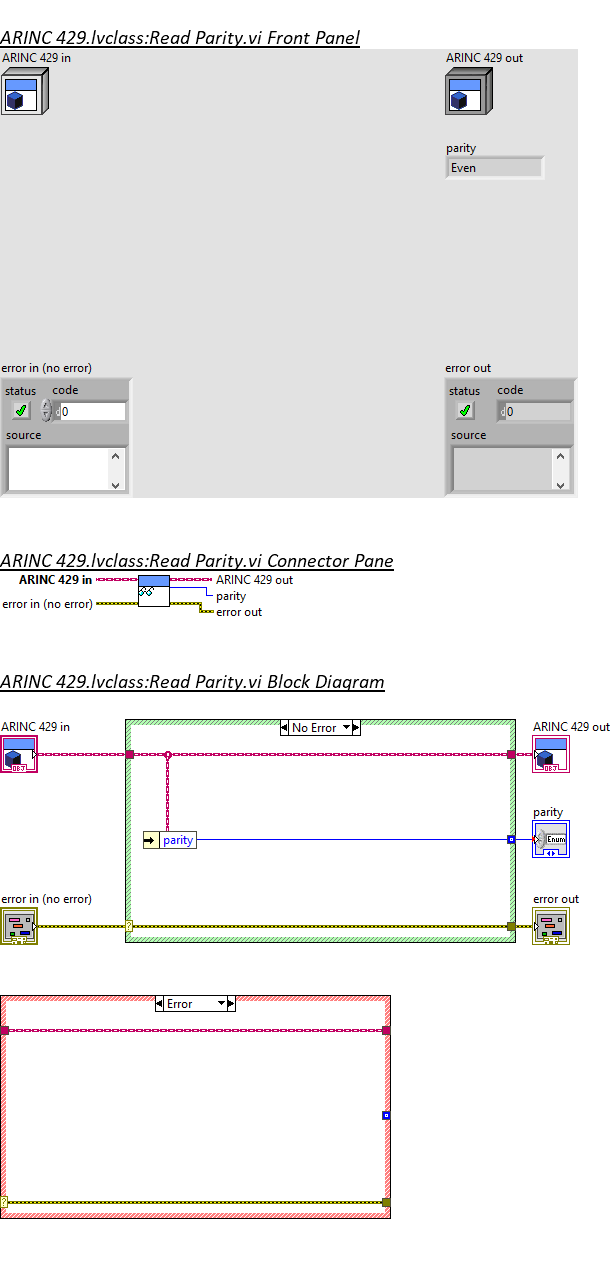 ARINC 429.lvclass:Read Parity.vi Front Panel
ARINC 429 in
ARINC 429 out
parity
Even
error in (no error)
error out
status code
d 0
source
status code
d 0
source
ARINC 429.lvclass:Read Parity.vi Connector Pane
ARINC 429 in
ARINC 429 out
parity
error in (no error)
error out
ARINC 429.lvclass:Read Parity.vi Block Diagram
ARINC 429 in
No Error
ARINC 429 out
OBJ
OBJ
parity
parity
Enum
error in (no error)
error out
?
Error
?